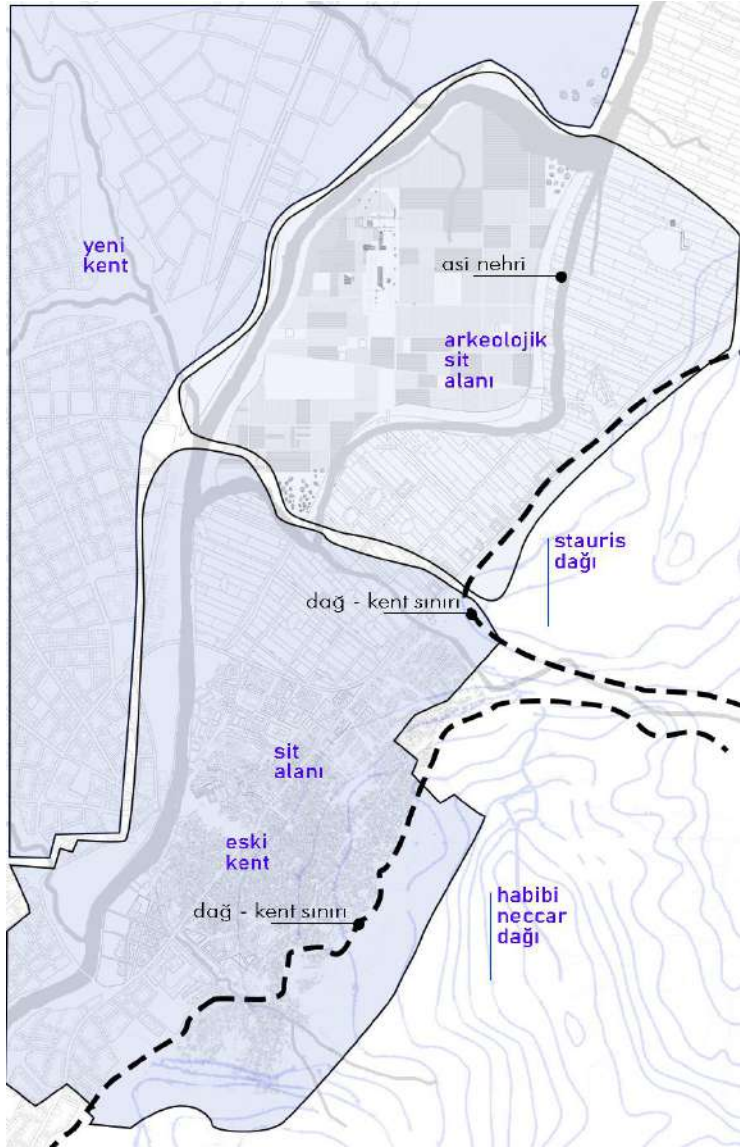 yeni
kent
asi nehri
arkeolojik
sit
alanı
stauris
dağı
dağ - kent sınırı
sit
alanı
eski
kent
habibi
neccar
dağı
dağ - kent sınırı